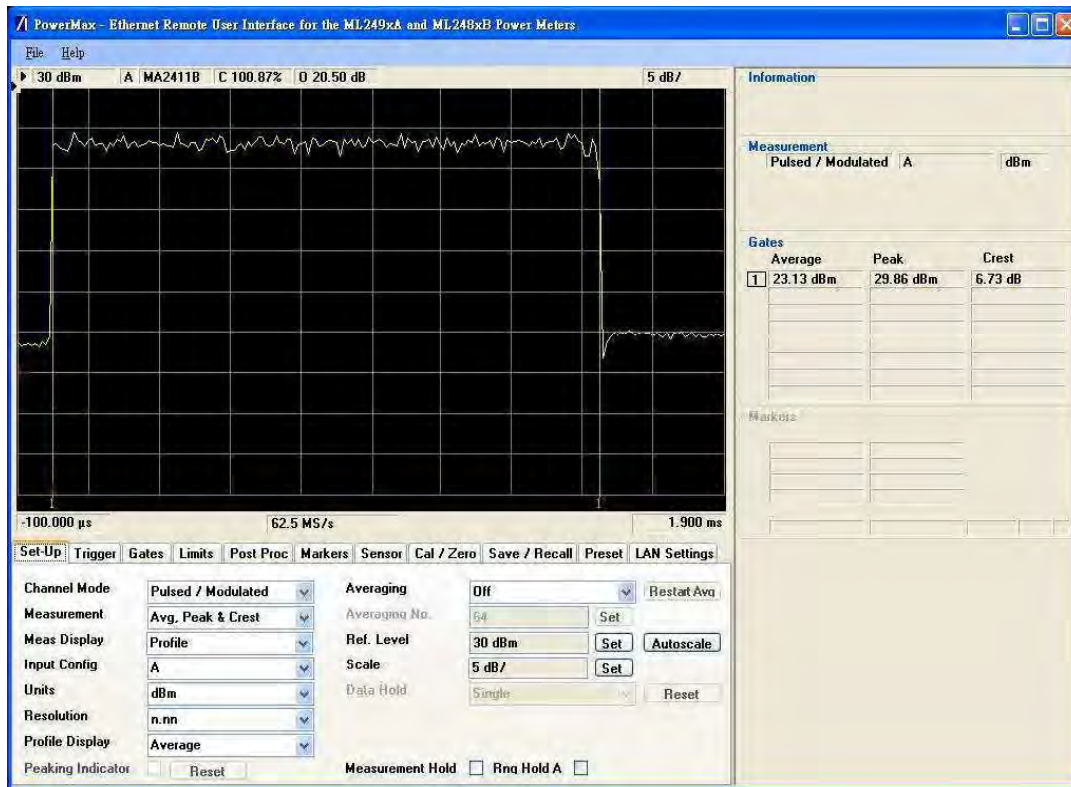 PowerMax - Ethernet Remote User Interface for the ML249xA and ML248xB Power Meters
File Help
30 dBm A MA2411B C 100.87% O 20.50 dB 5 dB/
1 1
-100.000 µs 62.5 MS/s 1.900 ms
Information
Measurement
Pulsed / Modulated A dBm
Gates
Average Peak Crest
1 23.13 dBm 29.86 dBm 6.73 dB
Markers
Set-Up Trigger Gates Limits Post Proc Markers Sensor Cal / Zero Save / Recall Preset LAN Settings
Channel Mode Pulsed / Modulated Averaging Off Restart Avg
Measurement Avg, Peak & Crest Averaging No. 64 Set
Meas Display Profile Ref. Level 30 dBm Set Autoscale
Input Config A Scale 5 dB/ Set
Units dBm Data Hold Single Reset
Resolution n.nn
Profile Display Average
Peaking Indicator Reset Measurement Hold Rng Hold A